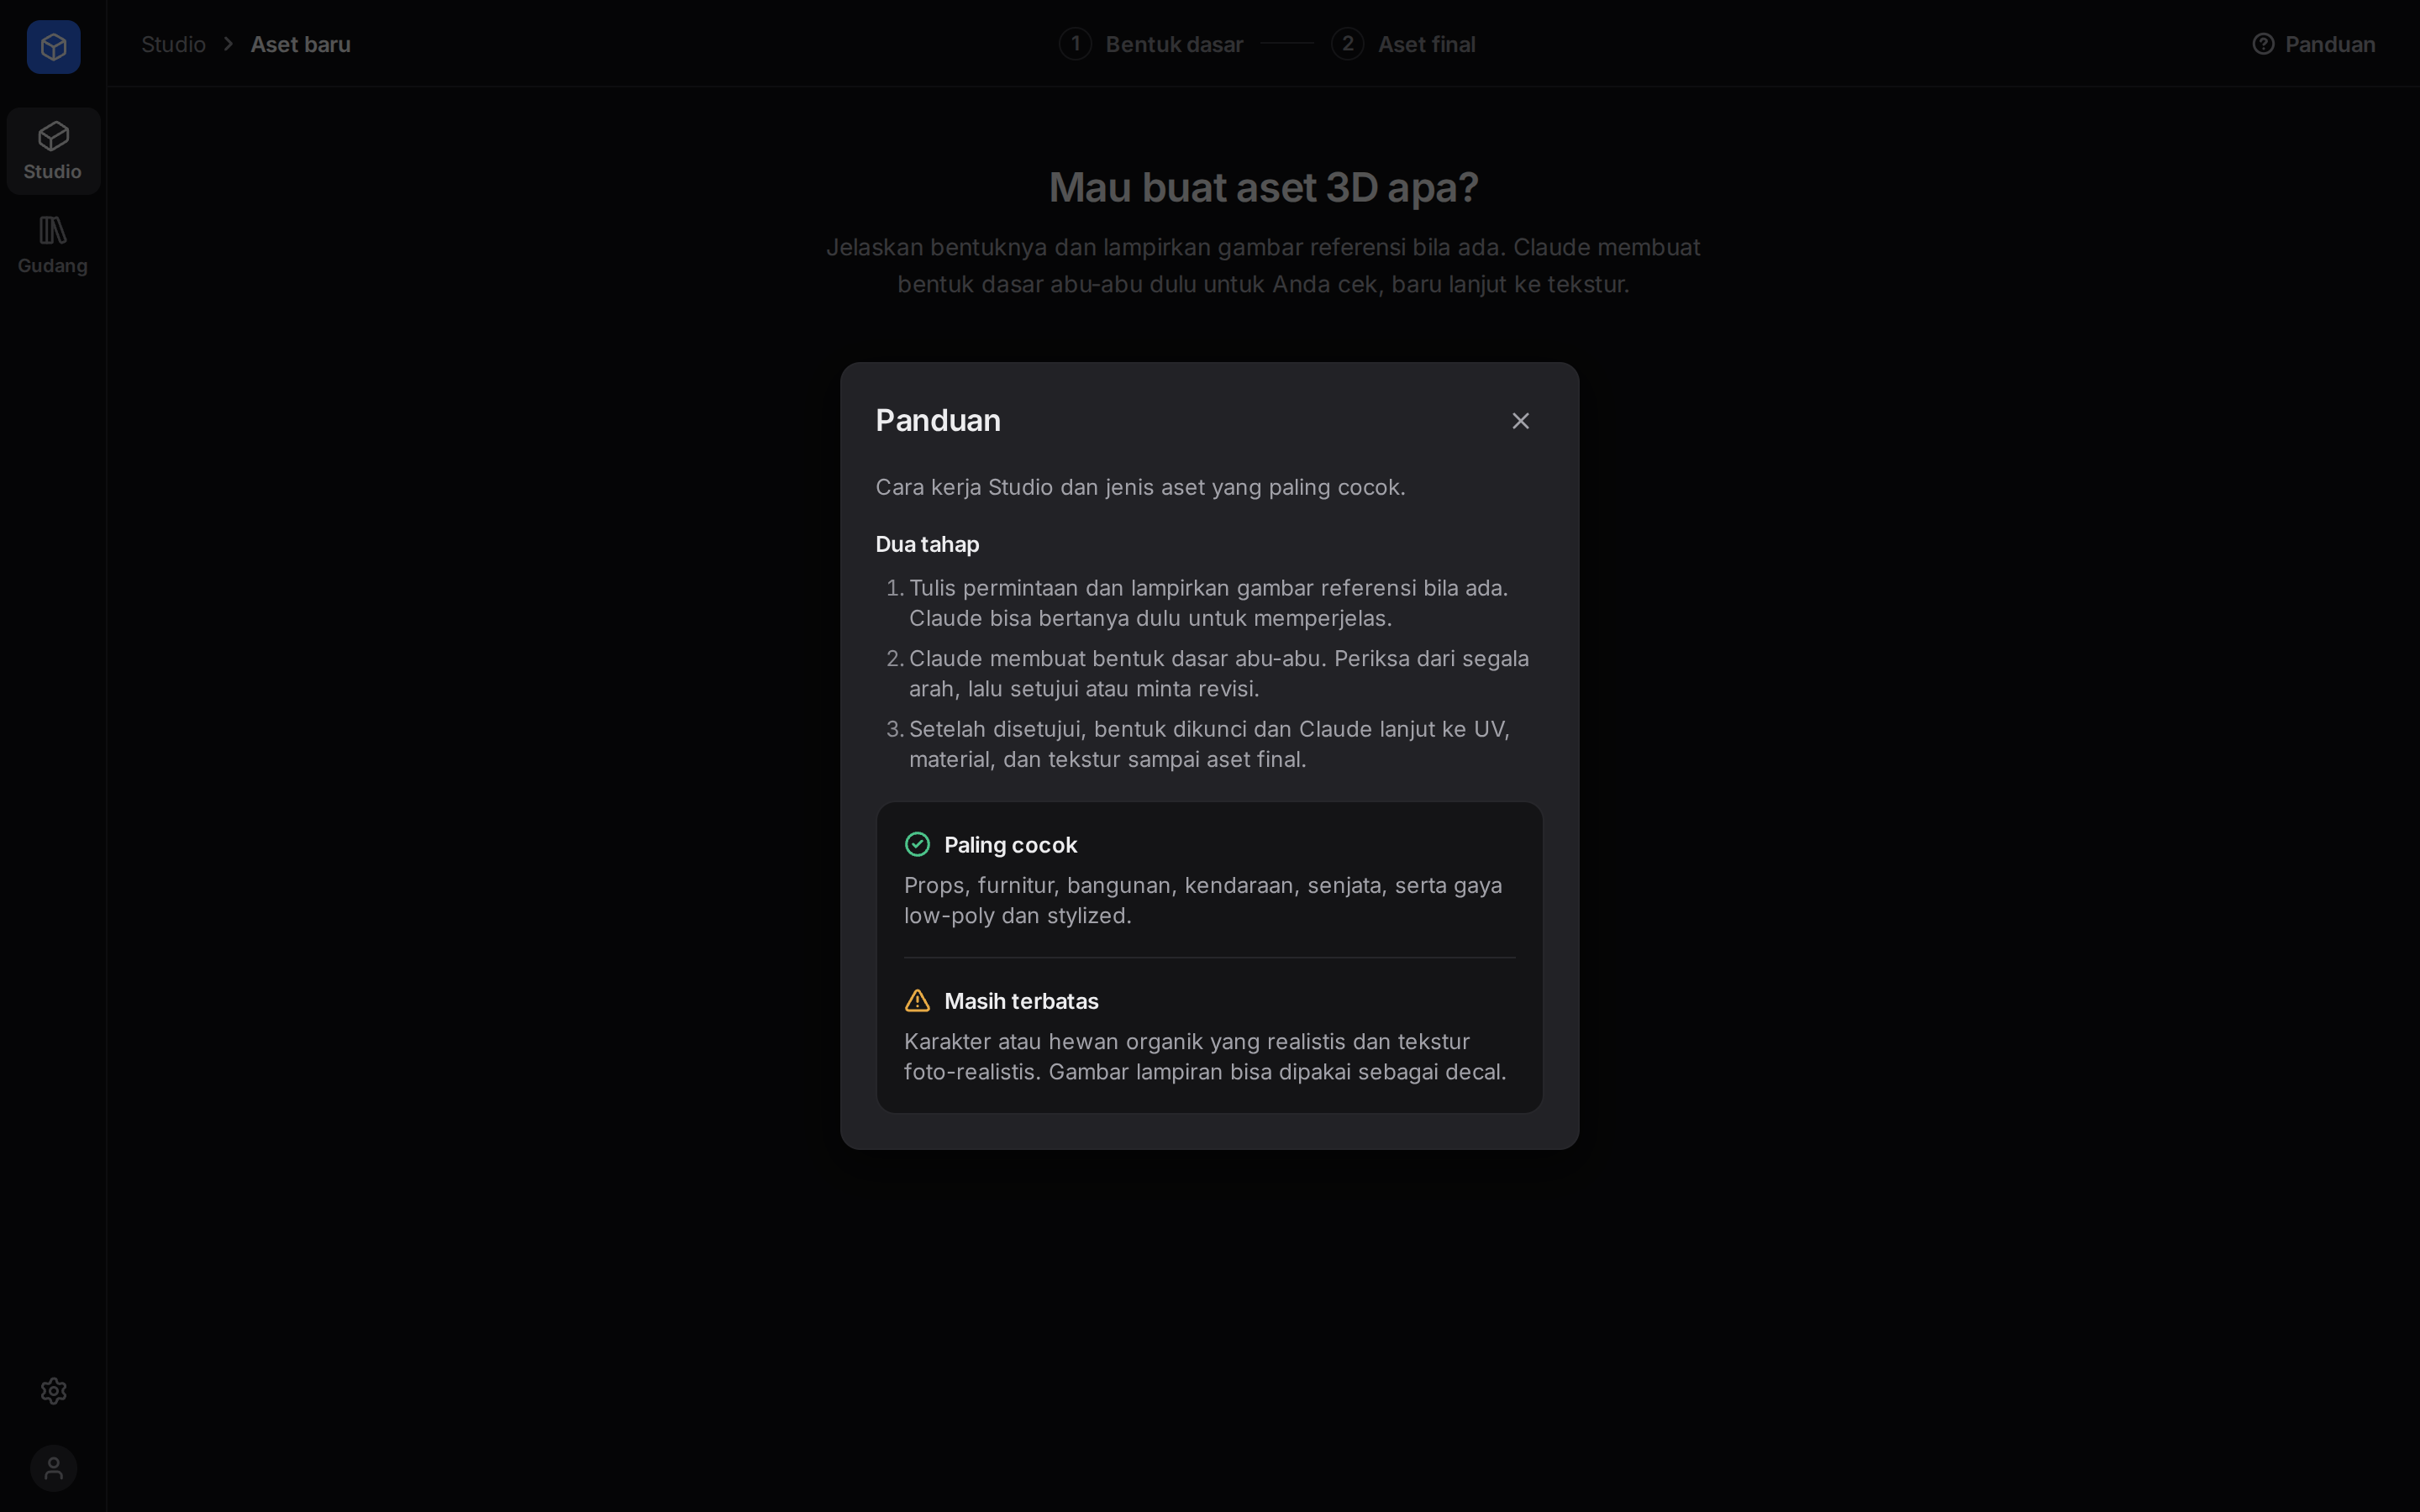 Studio
Aset baru
1 Bentuk dasar
2 Aset final
Panduan
Studio
Gudang
Mau buat aset 3D apa?
Jelaskan bentuknya dan lampirkan gambar referensi bila ada. Claude membuat
bentuk dasar abu-abu dulu untuk Anda cek, baru lanjut ke tekstur.
Panduan
Cara kerja Studio dan jenis aset yang paling cocok.
Dua tahap
1. Tulis permintaan dan lampirkan gambar referensi bila ada.
Claude bisa bertanya dulu untuk memperjelas.
2. Claude membuat bentuk dasar abu-abu. Periksa dari segala
arah, lalu setujui atau minta revisi.
3. Setelah disetujui, bentuk dikunci dan Claude lanjut ke UV,
material, dan tekstur sampai aset final.
Paling cocok
Props, furnitur, bangunan, kendaraan, senjata, serta gaya
low-poly dan stylized.
Masih terbatas
Karakter atau hewan organik yang realistis dan tekstur
foto-realistis. Gambar lampiran bisa dipakai sebagai decal.